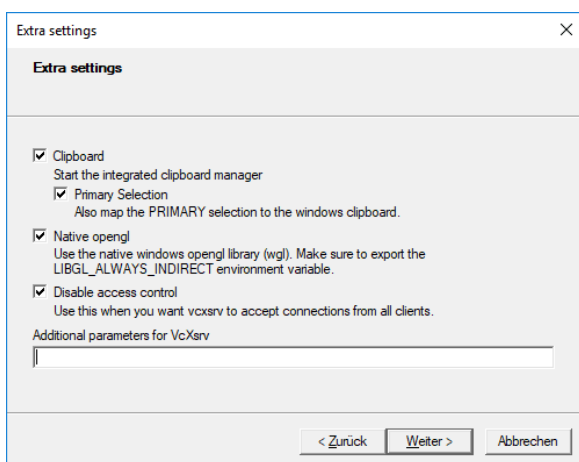 Extra settings
Extra settings
Clipboard
Start the integrated clipboard manager
Primary Selection
Also map the PRIMARY selection to the windows clipboard.
Native opengl
Use the native windows opengl library (wgl). Make sure to export the
LIBGL_ALWAYS_INDIRECT environment variable.
Disable access control
Use this when you want vcxsrv to accept connections from all clients.
Additional parameters for VcXsrv
< Zurück Weiter > Abbrechen